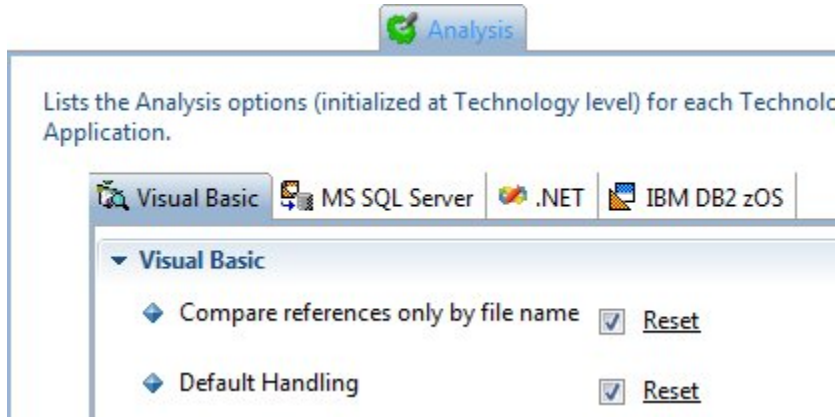 Analysis
Lists the Analysis options (initialized at Technology level) for each
Application.
Visual Basic MS SQL Server .NET IBM DB2 zOS
Visual Basic
Compare references only by file name Reset
Default Handling Reset